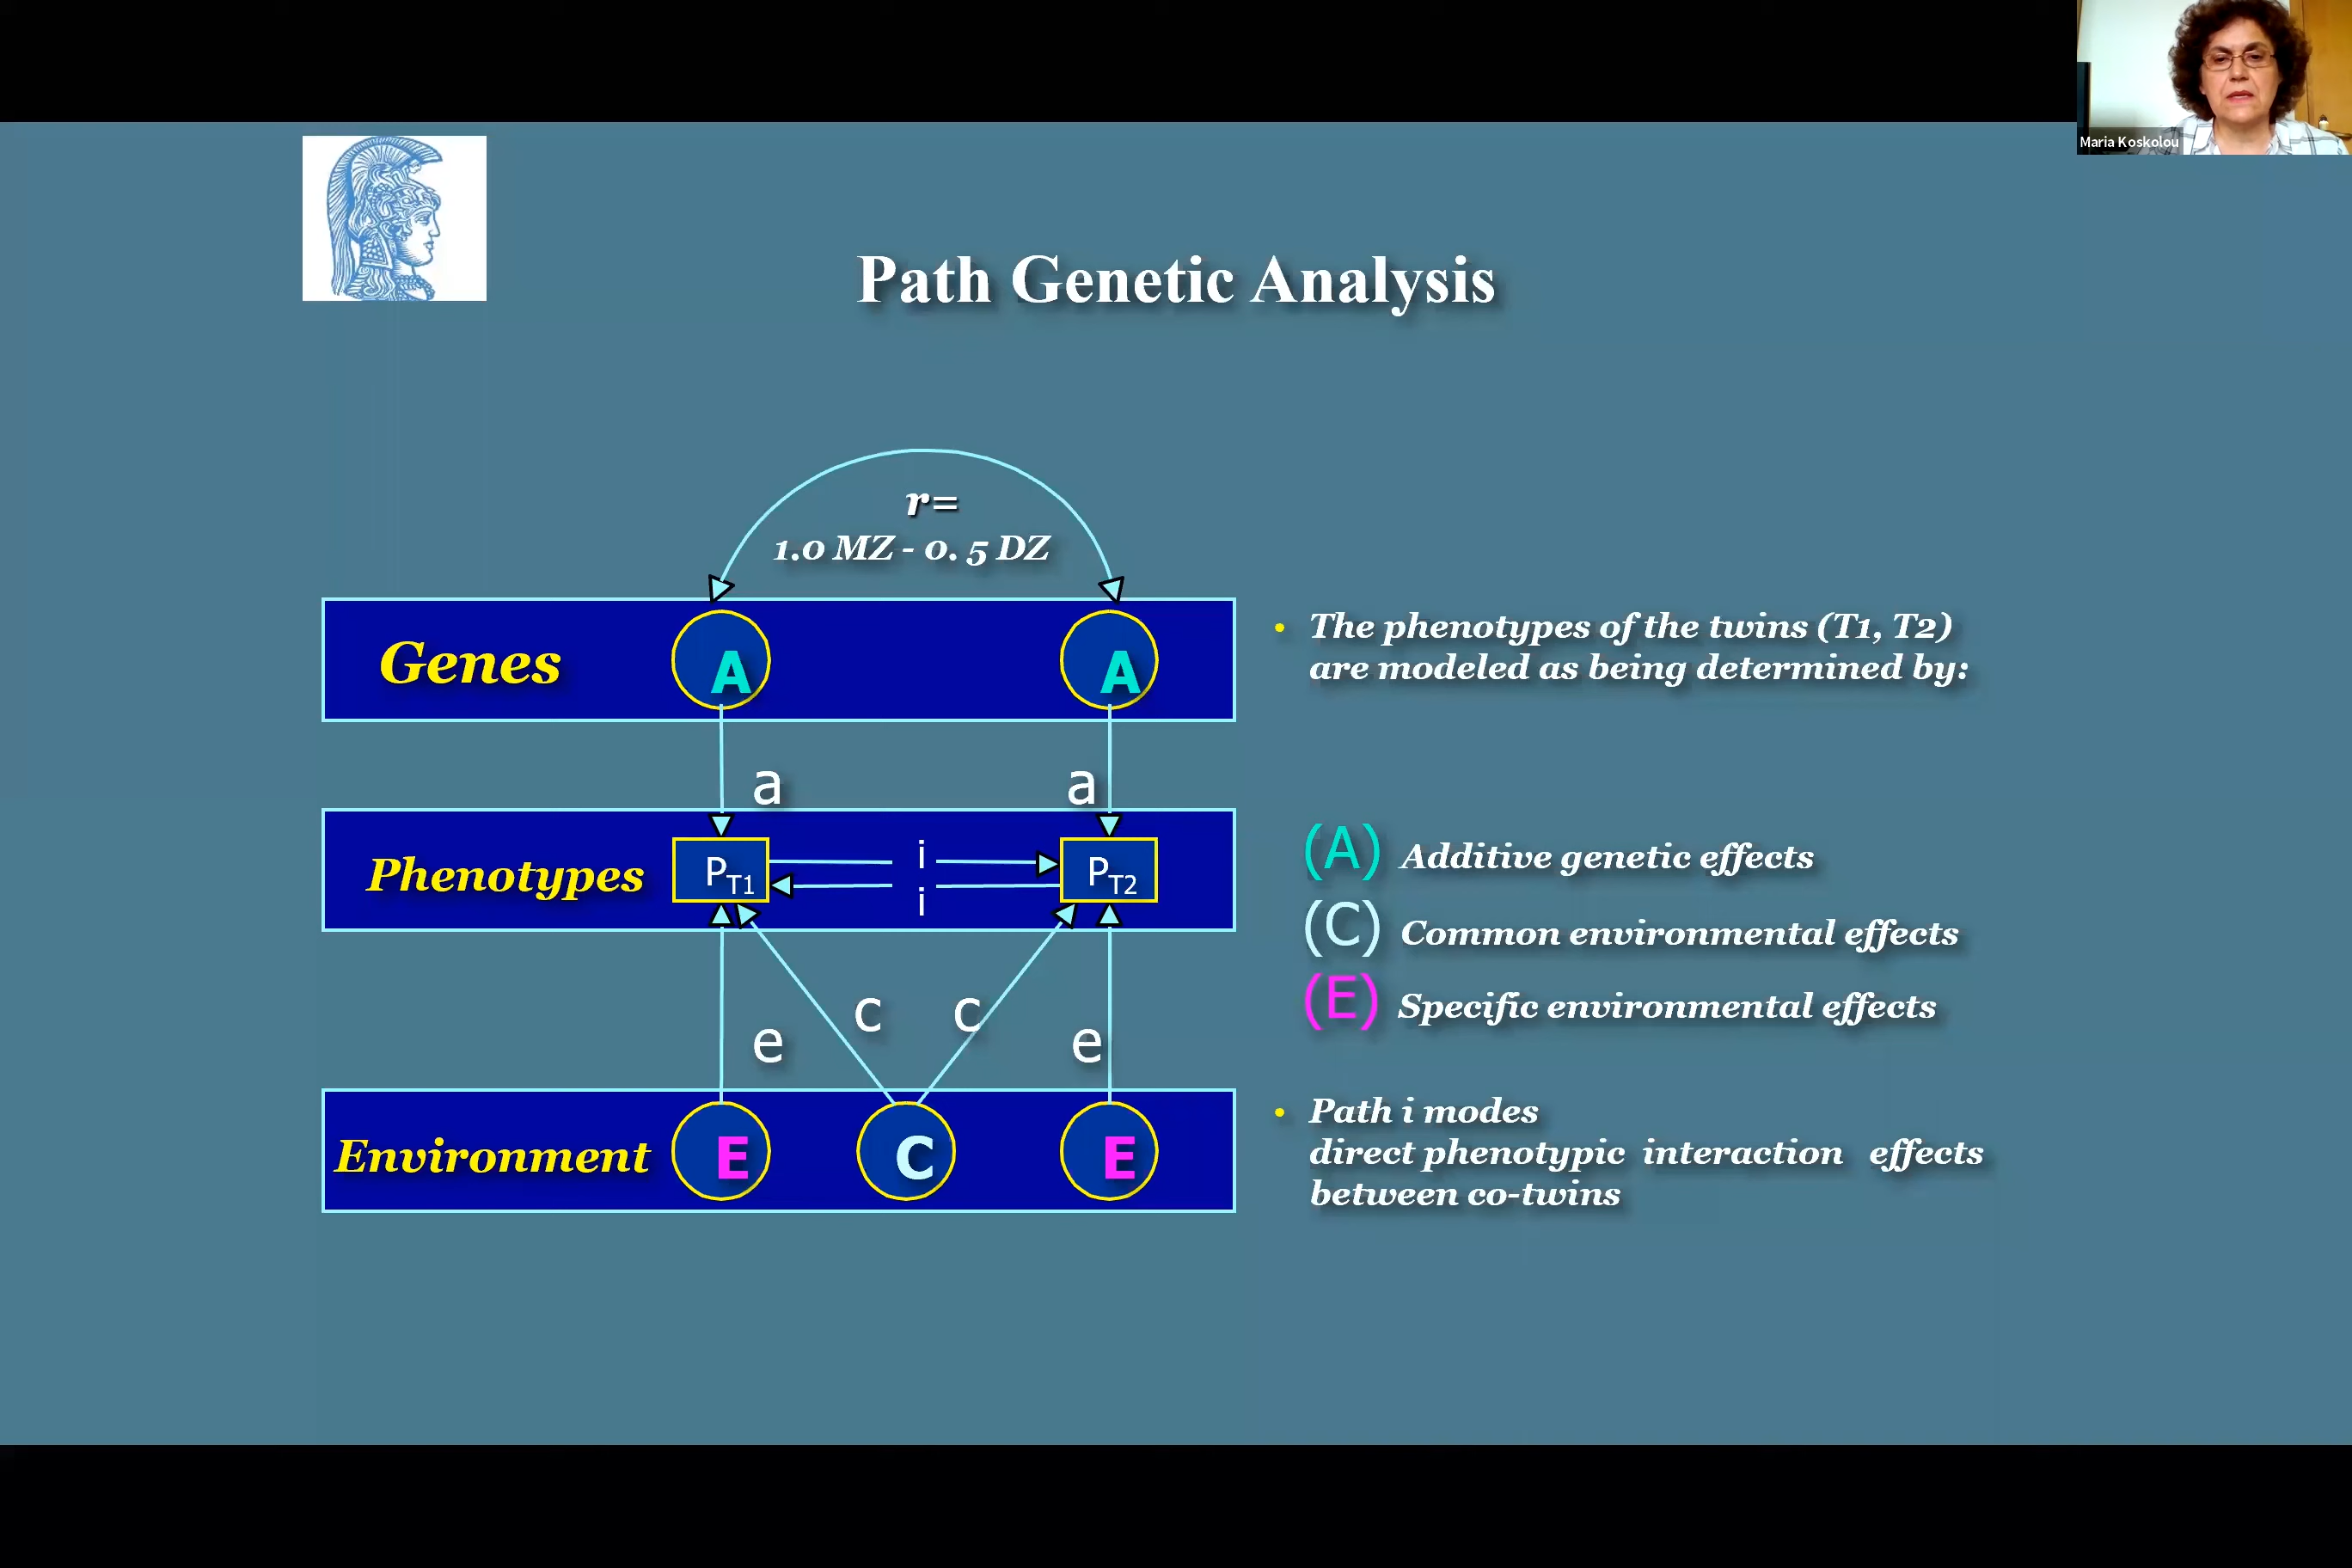 Maria Koskolou
Path Genetic Analysis
r=
1.0 MZ - 0. 5 DZ
Genes
A
A
a
a
Phenotypes
PT1
i
i
PT2
c
c
e
e
Environment
E
C
E
• The phenotypes of the twins (T1, T2)
are modeled as being determined by:
(A) Additive genetic effects
(C) Common environmental effects
(E) Specific environmental effects
• Path i modes
direct phenotypic interaction effects
between co-twins